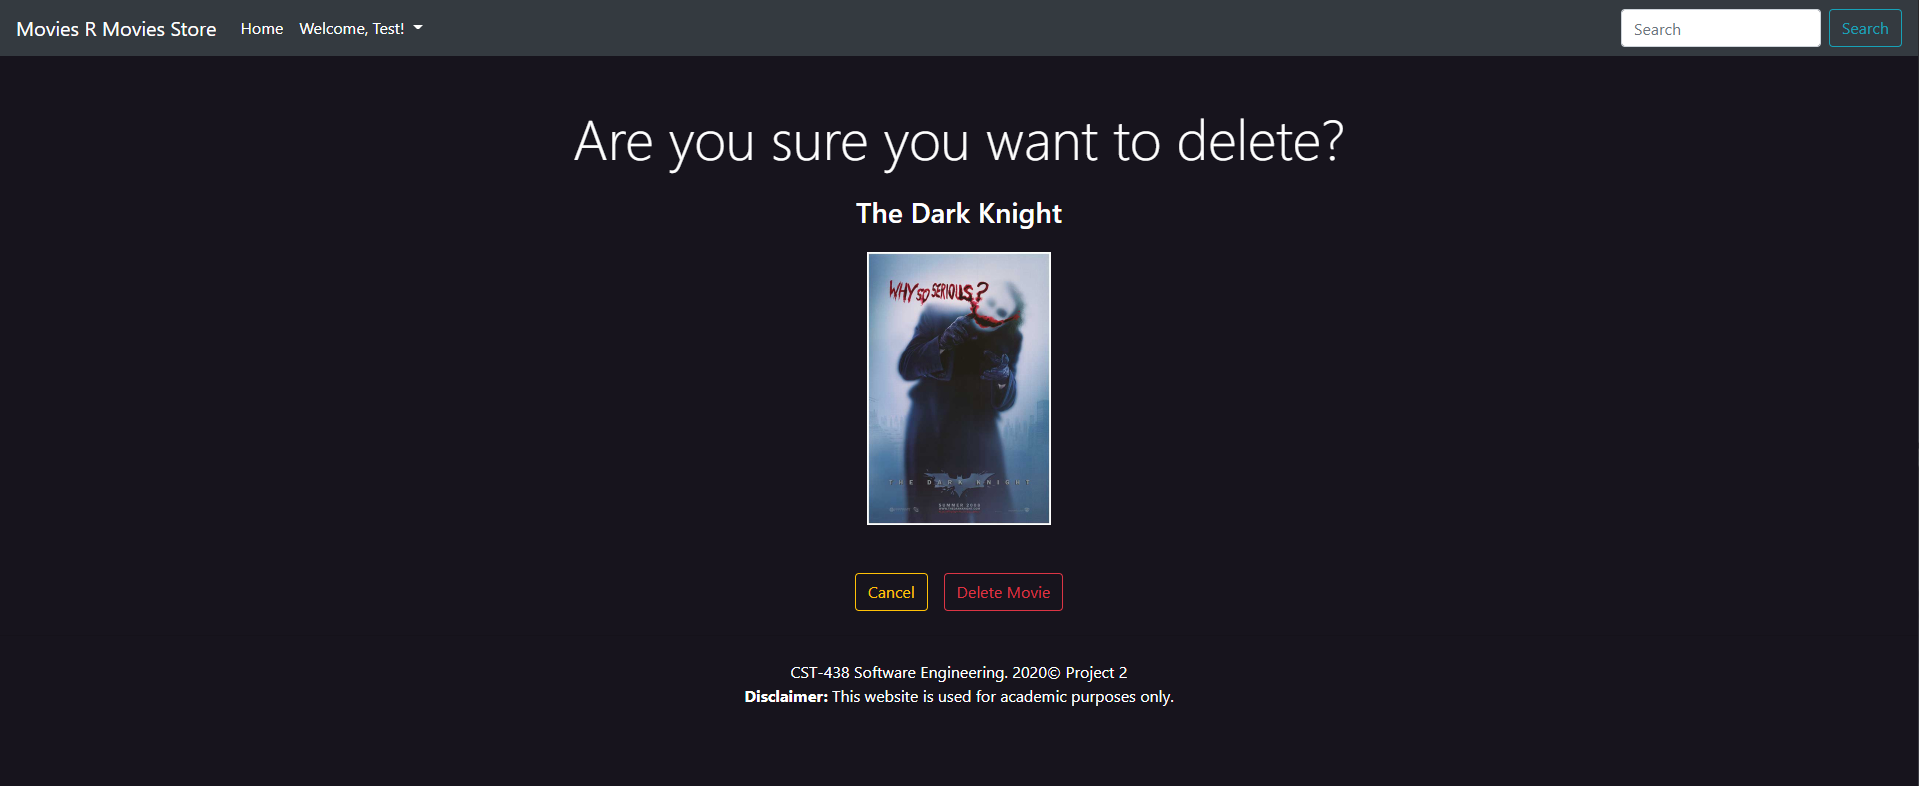 Movies R Movies Store Home Welcome, Test! Search Search
Are you sure you want to delete?
The Dark Knight
WHY SO SERIOUS?
THE DARK KNIGHT
SUMMER 2008
Cancel Delete Movie
CST-438 Software Engineering. 2020© Project 2
Disclaimer: This website is used for academic purposes only.